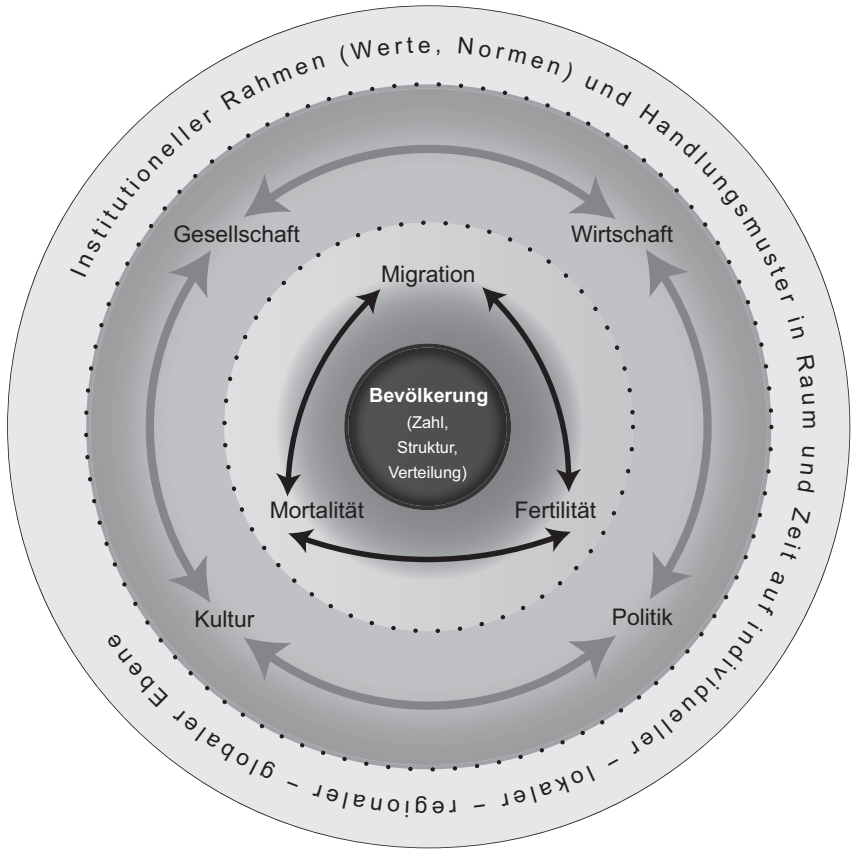 Institutioneller Rahmen (Werte, Normen) und Handlungsmuster in Raum und Zeit auf individueller – lokaler – regionaler – globaler Ebene
Gesellschaft
Wirtschaft
Migration
Bevölkerung
(Zahl,
Struktur,
Verteilung)
Mortalität
Fertilität
Kultur
Politik